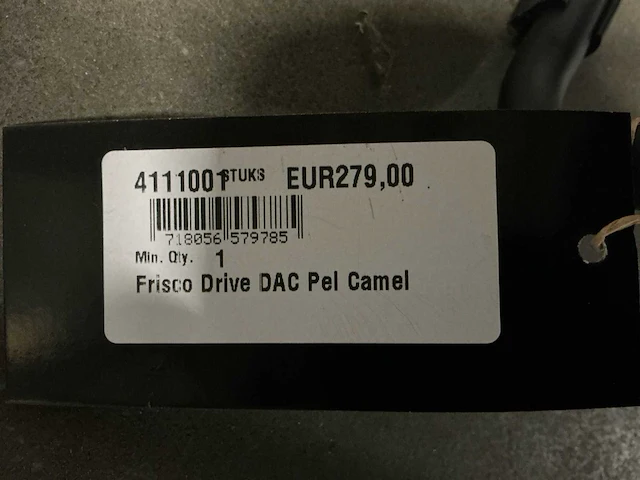 4111001 STUKS EUR279,00
718056 579785
Min. Qty. 1
Frisco Drive DAC Pel Camel